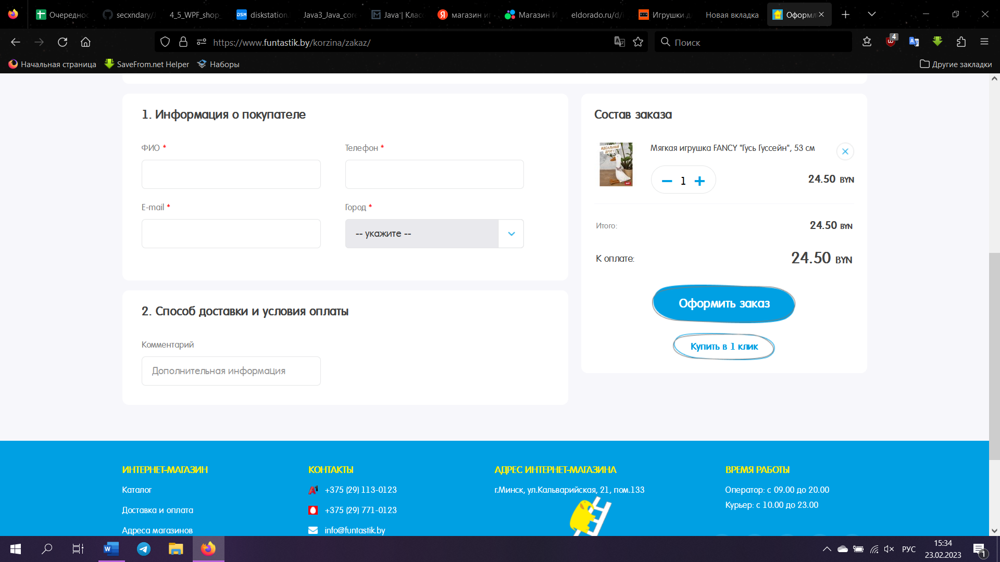 Очереднос
secxndary/J
4_5_WPF_shop_
diskstation.
Java3_Java_core
Java | Клас
магазин и
Магазин И
eldorado.ru/d/
Игрушки д
Новая вкладка
Оформл
https://www.funtastik.by/korzina/zakaz/
Поиск
4
Начальная страница
SaveFrom.net Helper
Наборы
Другие закладки
1. Информация о покупателе
ФИО *
Телефон *
E-mail *
Город *
-- укажите --
2. Способ доставки и условия оплаты
Комментарий
Дополнительная информация
Состав заказа
ИДЕАЛЬНЫЙ
ДРУГ!
Мягкая игрушка FANCY "Гусь Гуссейн", 53 см
1
24.50 BYN
Итого:
24.50 BYN
К оплате:
24.50 BYN
Оформить заказ
Купить в 1 клик
ИНТЕРНЕТ-МАГАЗИН
Каталог
Доставка и оплата
Адреса магазинов
КОНТАКТЫ
+375 (29) 113-0123
+375 (29) 771-0123
info@funtastik.by
АДРЕС ИНТЕРНЕТ-МАГАЗИНА
г.Минск, ул.Кальварийская, 21, пом.133
ВРЕМЯ РАБОТЫ
Оператор: с 09.00 до 20.00
Курьер: с 10.00 до 23.00
РУС
15:34
23.02.2023
1